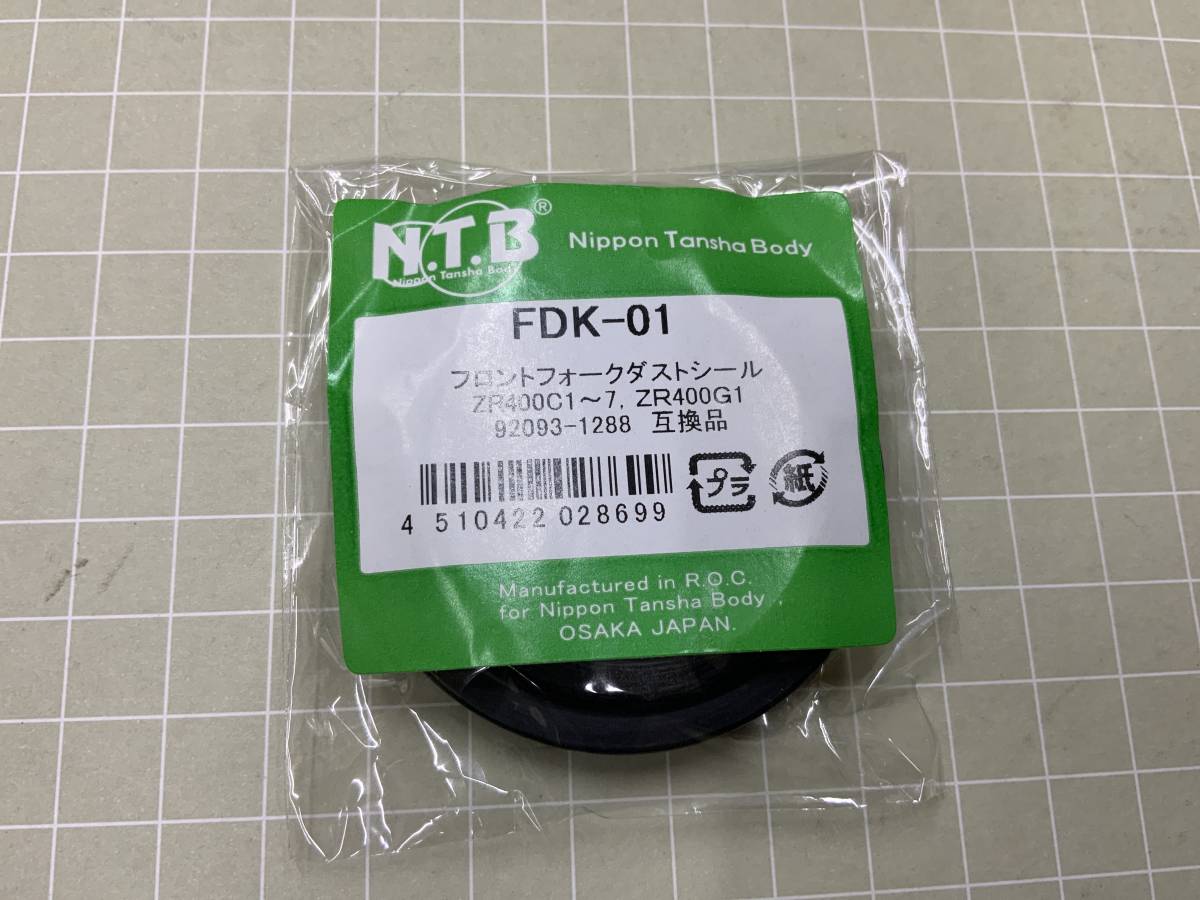 N.T.B®
Nippon Tansha Body
Nippon Tansha Body
FDK-01
フロントフォークダストシール
ZR400C1～7, ZR400G1
92093-1288 互換品
プラ
紙
4 510422 028699
Manufactured in R.O.C.
for Nippon Tansha Body ,
OSAKA JAPAN.